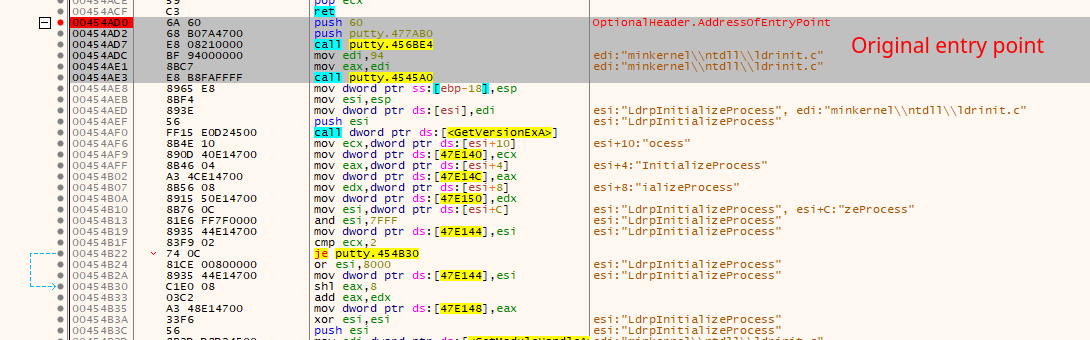 00454ACF C3 ret
00454AD0 6A 60 push 60 OptionalHeader.AddressOfEntryPoint
00454AD2 68 B07A4700 push putty.477AB0
00454AD7 E8 08210000 call putty.456BE4
00454ADC BF 94000000 mov edi,94 edi:"minkernel\\ntdll\\ldrinit.c"
00454AE1 8BC7 mov eax,edi edi:"minkernel\\ntdll\\ldrinit.c"
00454AE3 E8 B8FAFFFF call putty.4545A0
Original entry point
00454AE8 8965 E8 mov dword ptr ss:[ebp-18],esp
00454AEB 8BF4 mov esi,esp
00454AED 893E mov dword ptr ds:[esi],edi esi:"LdrpInitializeProcess", edi:"minkernel\\ntdll\\ldrinit.c"
00454AEF 56 push esi esi:"LdrpInitializeProcess"
00454AF0 FF15 E0D24500 call dword ptr ds:[<GetVersionExA>]
00454AF6 8B4E 10 mov ecx,dword ptr ds:[esi+10] esi+10:"ocess"
00454AF9 890D 40E14700 mov dword ptr ds:[47E140],ecx
00454AFF 8B46 04 mov eax,dword ptr ds:[esi+4] esi+4:"InitializeProcess"
00454B02 A3 4CE14700 mov dword ptr ds:[47E14C],eax
00454B07 8B56 08 mov edx,dword ptr ds:[esi+8] esi+8:"ializeProcess"
00454B0A 8915 50E14700 mov dword ptr ds:[47E150],edx
00454B10 8B76 0C mov esi,dword ptr ds:[esi+C] esi:"LdrpInitializeProcess", esi+C:"zeProcess"
00454B13 81E6 FF7F0000 and esi,7FFF esi:"LdrpInitializeProcess"
00454B19 8935 44E14700 mov dword ptr ds:[47E144],esi esi:"LdrpInitializeProcess"
00454B1F 83F9 02 cmp ecx,2
00454B22 74 0C je putty.454B30
00454B24 81CE 00800000 or esi,8000 esi:"LdrpInitializeProcess"
00454B2A 8935 44E14700 mov dword ptr ds:[47E144],esi esi:"LdrpInitializeProcess"
00454B30 C1E0 08 shl eax,8
00454B33 03C2 add eax,edx
00454B35 A3 48E14700 mov dword ptr ds:[47E148],eax
00454B3A 33F6 xor esi,esi esi:"LdrpInitializeProcess"
00454B3C 56 push esi esi:"LdrpInitializeProcess"